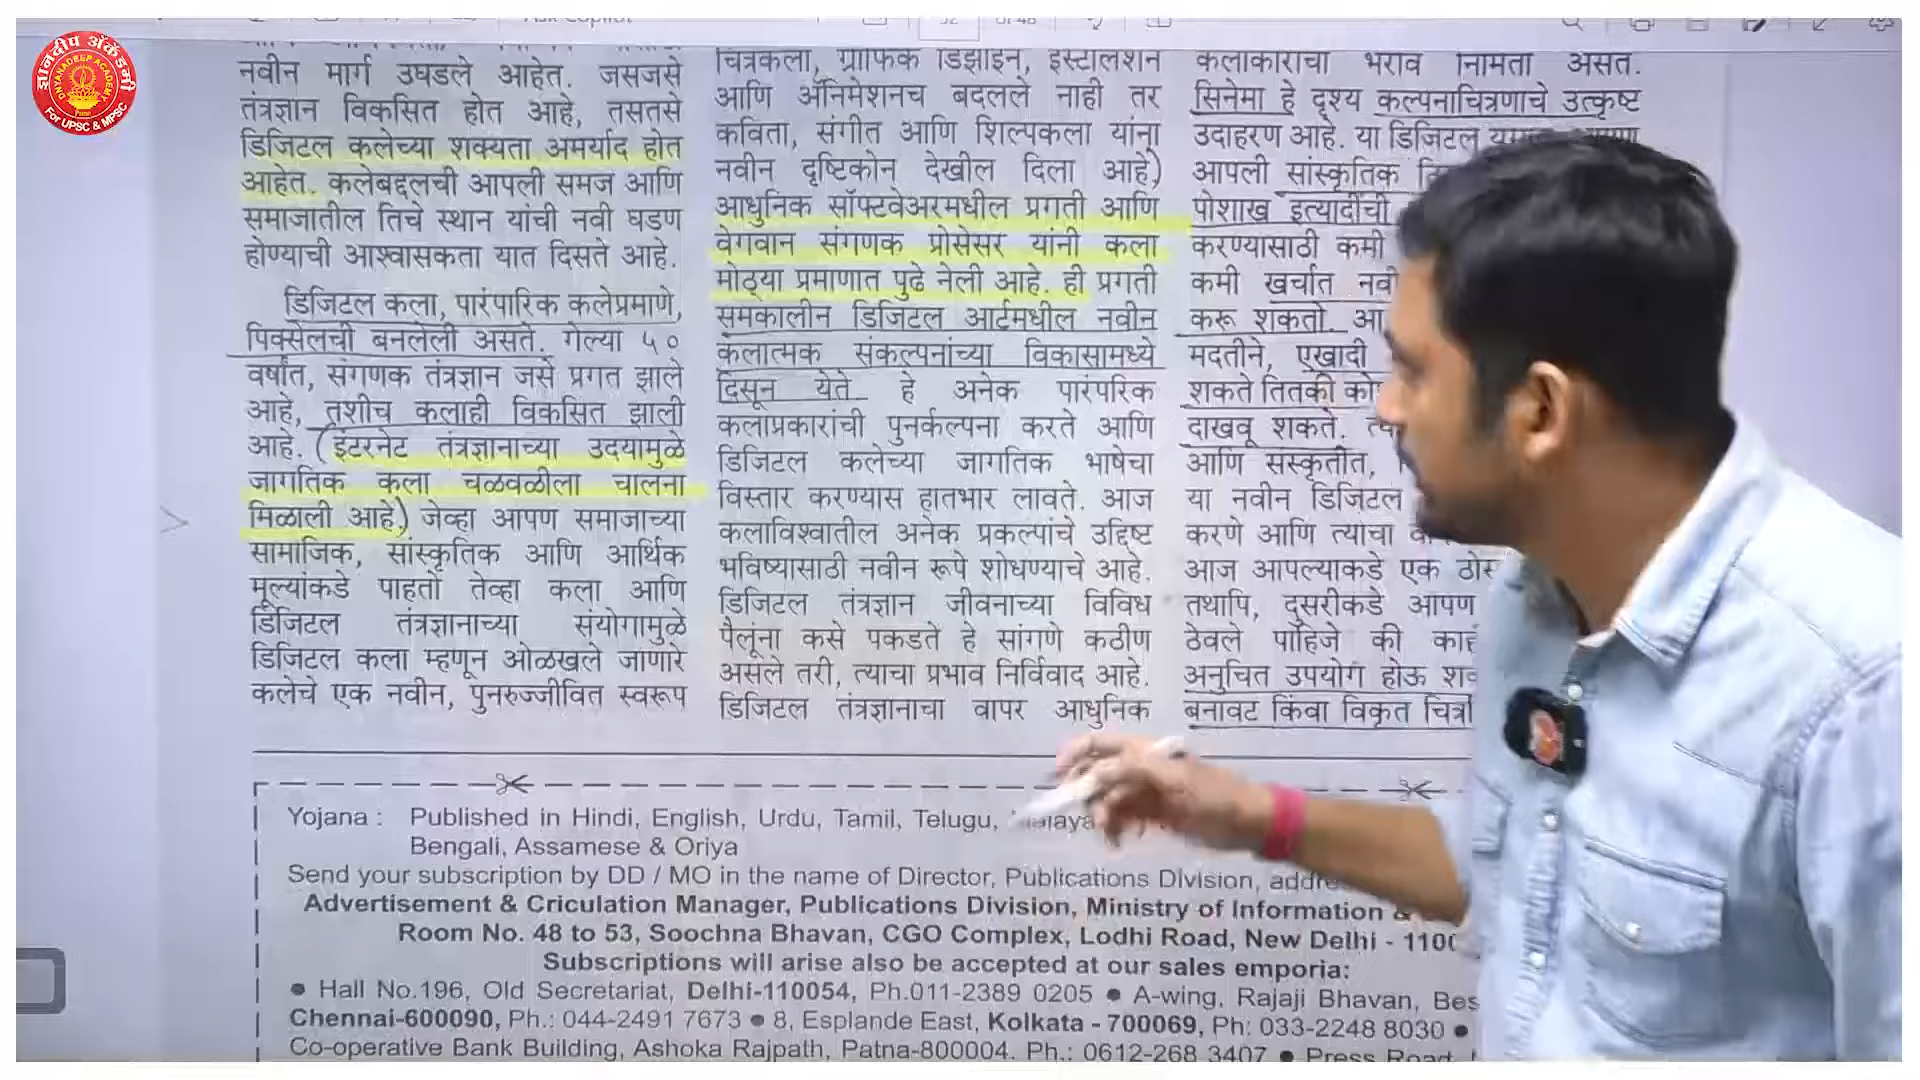 ज्ञानदीप अ‍ॅकॅडमी
DNYANADEEP ACADEMY
Pune
For UPSC & MPSC
नवीन मार्ग उघडले आहेत. जसजसे
तंत्रज्ञान विकसित होत आहे, तसतसे
डिजिटल कलेच्या शक्यता अमर्याद होत
आहेत. कलेबद्दलची आपली समज आणि
समाजातील तिचे स्थान यांची नवी घडण
होण्याची आश्वासकता यात दिसते आहे.
डिजिटल कला, पारंपारिक कलेप्रमाणे,
पिक्सेलची बनलेली असते. गेल्या ५०
वर्षांत, संगणक तंत्रज्ञान जसे प्रगत झाले
आहे, तशीच कलाही विकसित झाली
आहे. (इंटरनेट तंत्रज्ञानाच्या उदयामुळे
जागतिक कला चळवळीला चालना
मिळाली आहे) जेव्हा आपण समाजाच्या
सामाजिक, सांस्कृतिक आणि आर्थिक
मूल्यांकडे पाहतो तेव्हा कला आणि
डिजिटल तंत्रज्ञानाच्या संयोगामुळे
डिजिटल कला म्हणून ओळखले जाणारे
कलेचे एक नवीन, पुनरुज्जीवित स्वरूप
चित्रकला, ग्राफिक डिझाइन, इंस्टॉलेशन
आणि ॲनिमेशनच बदलले नाही तर
कविता, संगीत आणि शिल्पकला यांना
नवीन दृष्टिकोन देखील दिला आहे)
आधुनिक सॉफ्टवेअरमधील प्रगती आणि
वेगवान संगणक प्रोसेसर यांनी कला
मोठ्या प्रमाणात पुढे नेली आहे. ही प्रगती
समकालीन डिजिटल आर्टमधील नवीन
कलात्मक संकल्पनांच्या विकासामध्ये
दिसून येते हे अनेक पारंपरिक
कलाप्रकारांची पुनर्कल्पना करते आणि
डिजिटल कलेच्या जागतिक भाषेचा
विस्तार करण्यास हातभार लावते. आज
कलाविश्वातील अनेक प्रकल्पांचे उद्दिष्ट
भविष्यासाठी नवीन रूपे शोधण्याचे आहे.
डिजिटल तंत्रज्ञान जीवनाच्या विविध
पैलूंना कसे पकडते हे सांगणे कठीण
असले तरी, त्याचा प्रभाव निर्विवाद आहे.
डिजिटल तंत्रज्ञानाचा वापर आधुनिक
कलाकारांचा भराव निर्मिती असते.
सिनेमा हे दृश्य कल्पनाचित्रणाचे उत्कृष्ट
उदाहरण आहे. या डिजिटल
आपली सांस्कृतिक
पोशाख इत्यादींची
करण्यासाठी कमी
कमी खर्चात
करू शकतो.
मदतीने, एखादी
शकते तितकी
दाखवू शकते.
आणि संस्कृतीत,
या नवीन डिजिटल
करणे आणि त्यांचा
आज आपल्याकडे एक
तथापि, दुसरीकडे आपण
ठेवले पाहिजे की
अनुचित उपयोग होऊ
बनावट किंवा विकृत
Yojana : Published in Hindi, English, Urdu, Tamil, Telugu,
Bengali, Assamese & Oriya
Send your subscription by DD / MO in the name of Director, Publications Division,
Advertisement & Criculation Manager, Publications Division, Ministry of Information &
Room No. 48 to 53, Soochna Bhavan, CGO Complex, Lodhi Road, New Delhi -
Subscriptions will arise also be accepted at our sales emporia:
● Hall No.196, Old Secretariat, Delhi-110054, Ph.011-2389 0205 ● A-wing, Rajaji Bhavan,
Chennai-600090, Ph.: 044-2491 7673 ● 8, Esplande East, Kolkata - 700069, Ph: 033-2248 8030 ●
Co-operative Bank Building, Ashoka Rajpath, Patna-800004. Ph.: 0612-268 3407 ● Press Road,